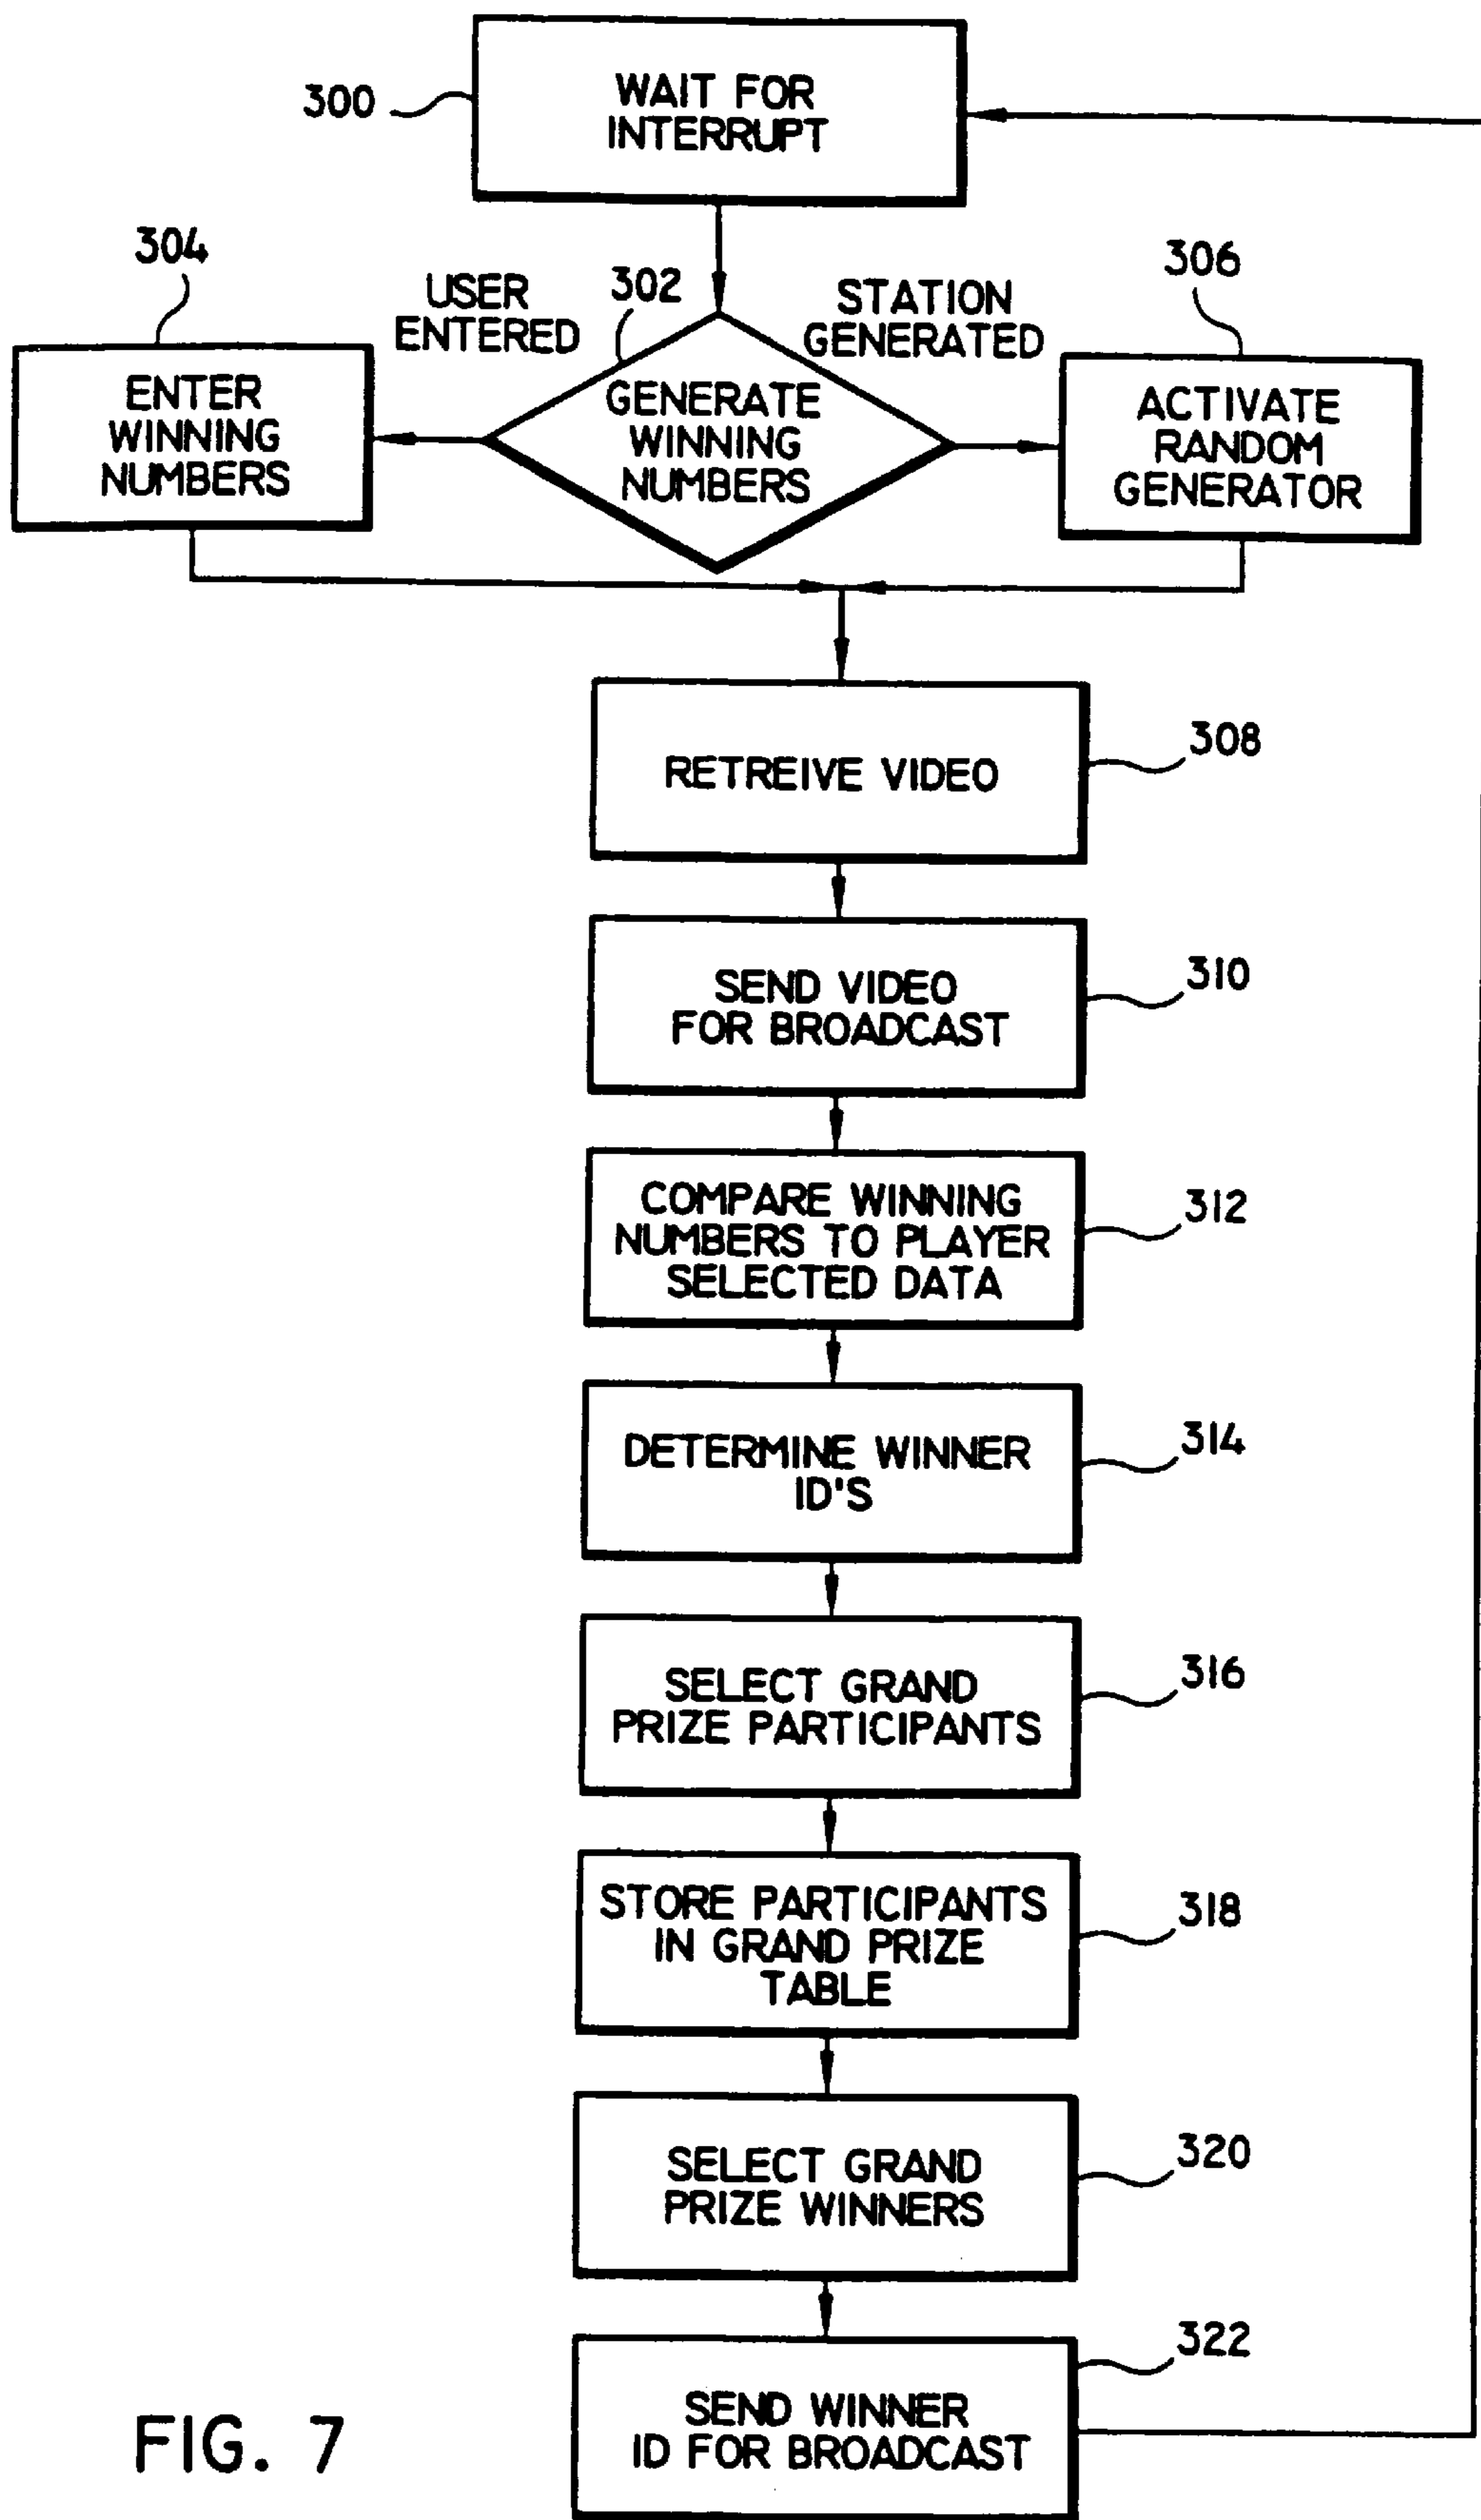 300
WAIT FOR
INTERRUPT
304
USER
ENTERED
302
STATION
GENERATED
306
ENTER
WINNING
NUMBERS
GENERATE
WINNING
NUMBERS
ACTIVATE
RANDOM
GENERATOR
RETREIVE VIDEO
308
SEND VIDEO
FOR BROADCAST
310
COMPARE WINNING
NUMBERS TO PLAYER
SELECTED DATA
312
DETERMINE WINNER
ID'S
314
SELECT GRAND
PRIZE PARTICIPANTS
316
STORE PARTICIPANTS
IN GRAND PRIZE
TABLE
318
SELECT GRAND
PRIZE WINNERS
320
SEND WINNER
ID FOR BROADCAST
322
FIG. 7